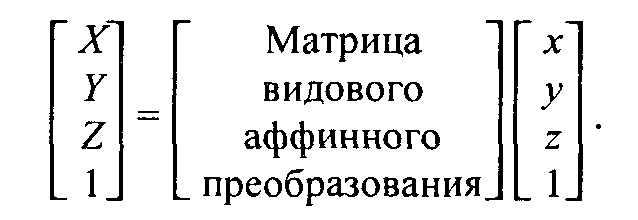 X Матрица x
Y видового y
Z = аффинного z .
1 преобразования 1